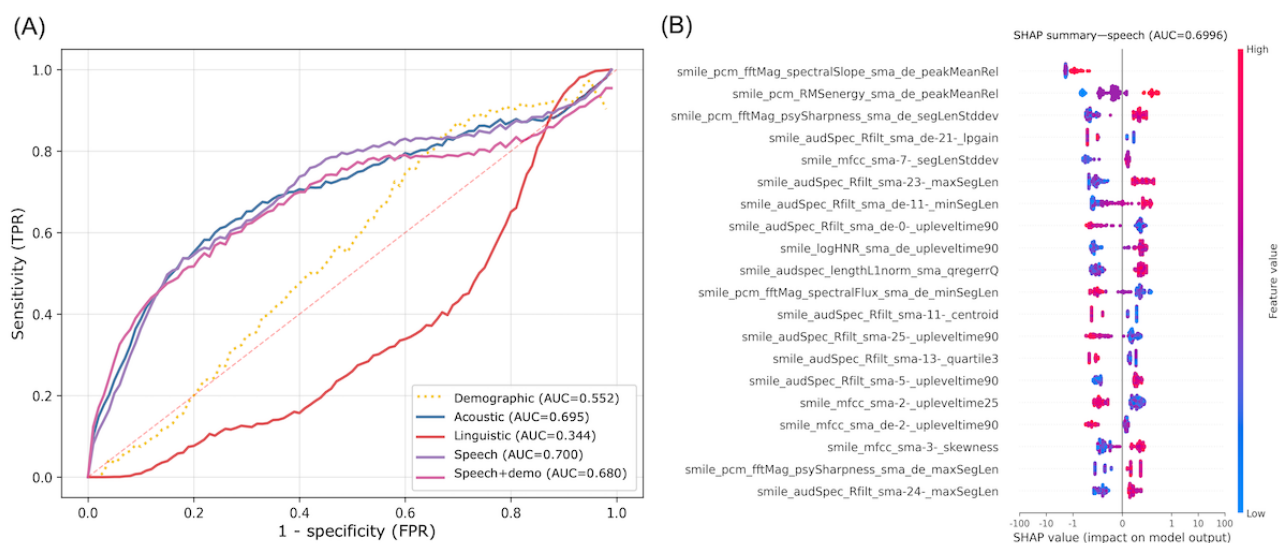 (A)
1.0
0.8
0.6
0.4
0.2
0.0
Sensitivity (TPR)
0.0 0.2 0.4 0.6 0.8 1.0
1 - specificity (FPR)
Demographic (AUC=0.552)
Acoustic (AUC=0.695)
Linguistic (AUC=0.344)
Speech (AUC=0.700)
Speech+demo (AUC=0.680)
(B)
SHAP summary—speech (AUC=0.6996)
smile_pcm_fftMag_spectralSlope_sma_de_peakMeanRel
smile_pcm_RMSenergy_sma_de_peakMeanRel
smile_pcm_fftMag_psySharpness_sma_de_segLenStddev
smile_audSpec_Rfilt_sma_de-21-_lpgain
smile_mfcc_sma-7-_segLenStddev
smile_audSpec_Rfilt_sma-23-_maxSegLen
smile_audSpec_Rfilt_sma_de-11-_minSegLen
smile_audSpec_Rfilt_sma_de-0-_upleveltime90
smile_logHNR_sma_de_upleveltime90
smile_audspec_lengthL1norm_sma_qregerrQ
smile_pcm_fftMag_spectralFlux_sma_de_minSegLen
smile_audSpec_Rfilt_sma-11-_centroid
smile_audSpec_Rfilt_sma-25-_upleveltime90
smile_audSpec_Rfilt_sma-13-_quartile3
smile_audSpec_Rfilt_sma-5-_upleveltime90
smile_mfcc_sma-2-_upleveltime25
smile_mfcc_sma_de-2-_upleveltime90
smile_mfcc_sma-3-_skewness
smile_pcm_fftMag_psySharpness_sma_de_maxSegLen
smile_audSpec_Rfilt_sma-24-_maxSegLen
-100 -10 -1 0 1 10 100
SHAP value (impact on model output)
High
Feature value
Low